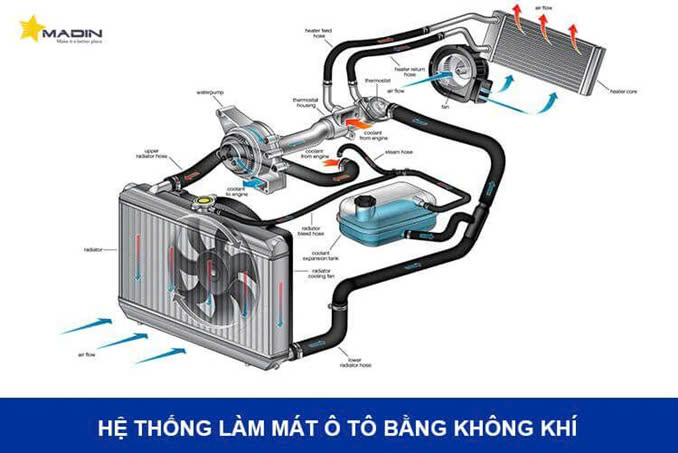 MADIN
Make it a better place
air flow
heater feed
hose
heater return
hose
thermostat
air flow
fan
heater core
waterpump
thermostat
housing
coolant
from engine
coolant
from engine
steam hose
upper
radiator hose
coolant
to engine
radiator
bleed hose
coolant
expansion tank
radiator
radiator
cooling fan
air flow
lower
radiator hose
HỆ THỐNG LÀM MÁT Ô TÔ BẰNG KHÔNG KHÍ